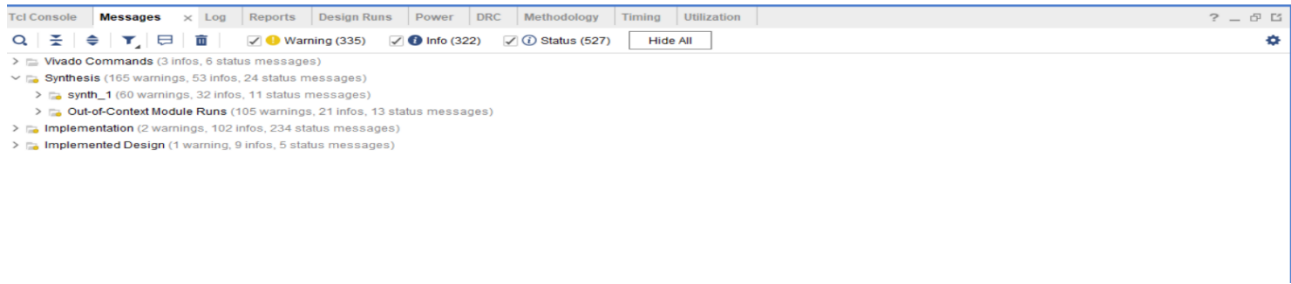 Tcl Console Messages × Log Reports Design Runs Power DRC Methodology Timing Utilization ? _
Warning (335) Info (322) Status (527) Hide All
Vivado Commands (3 infos, 6 status messages)
Synthesis (165 warnings, 53 infos, 24 status messages)
synth_1 (60 warnings, 32 infos, 11 status messages)
Out-of-Context Module Runs (105 warnings, 21 infos, 13 status messages)
Implementation (2 warnings, 102 infos, 234 status messages)
Implemented Design (1 warning, 9 infos, 5 status messages)